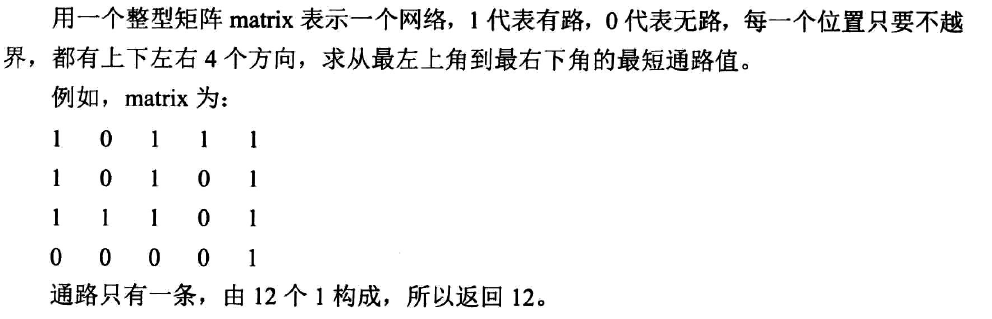 用一个整型矩阵 matrix 表示一个网络，1 代表有路，0 代表无路，每一个位置只要不越
界，都有上下左右 4 个方向，求从最左上角到最右下角的最短通路值。
例如，matrix 为：
1 0 1 1 1
1 0 1 0 1
1 1 1 0 1
0 0 0 0 1
通路只有一条，由 12 个 1 构成，所以返回 12。